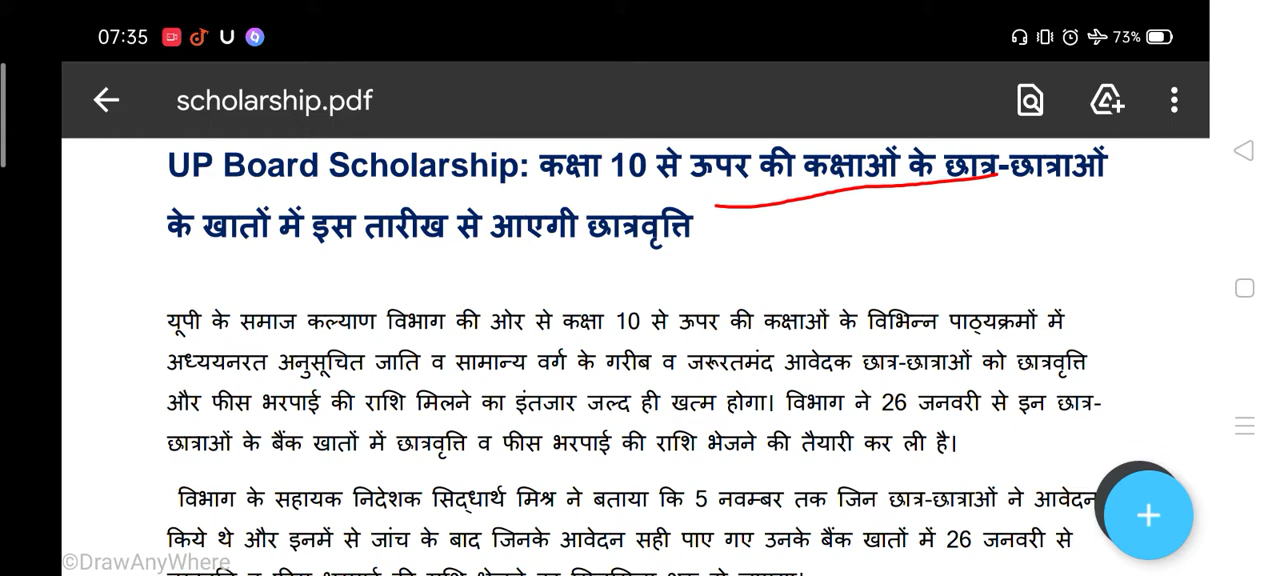 07:35
73%
scholarship.pdf
UP Board Scholarship: कक्षा 10 से ऊपर की कक्षाओं के छात्र-छात्राओं
के खातों में इस तारीख से आएगी छात्रवृत्ति
यूपी के समाज कल्याण विभाग की ओर से कक्षा 10 से ऊपर की कक्षाओं के विभिन्न पाठ्यक्रमों में
अध्ययनरत अनुसूचित जाति व सामान्य वर्ग के गरीब व जरूरतमंद आवेदक छात्र-छात्राओं को छात्रवृत्ति
और फीस भरपाई की राशि मिलने का इंतजार जल्द ही खत्म होगा। विभाग ने 26 जनवरी से इन छात्र-
छात्राओं के बैंक खातों में छात्रवृत्ति व फीस भरपाई की राशि भेजने की तैयारी कर ली है।
विभाग के सहायक निदेशक सिद्धार्थ मिश्र ने बताया कि 5 नवम्बर तक जिन छात्र-छात्राओं ने आवेदन
किये थे और इनमें से जांच के बाद जिनके आवेदन सही पाए गए उनके बैंक खातों में 26 जनवरी से
©DrawAnyWhere